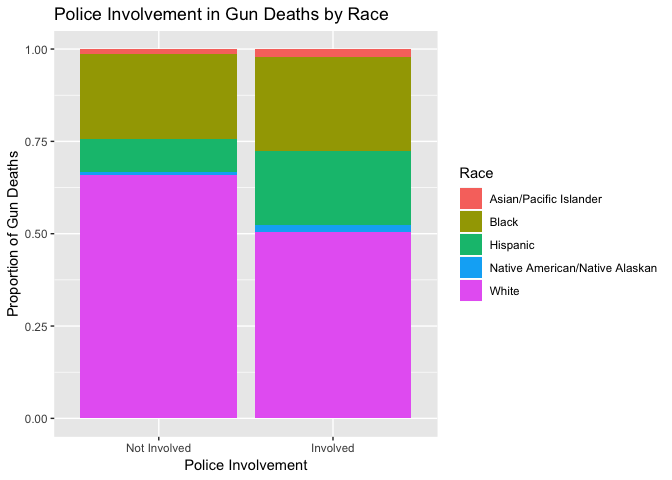 Police Involvement in Gun Deaths by Race
Proportion of Gun Deaths
1.00
0.75
0.50
0.25
0.00
Not Involved
Involved
Police Involvement
Race
Asian/Pacific Islander
Black
Hispanic
Native American/Native Alaskan
White